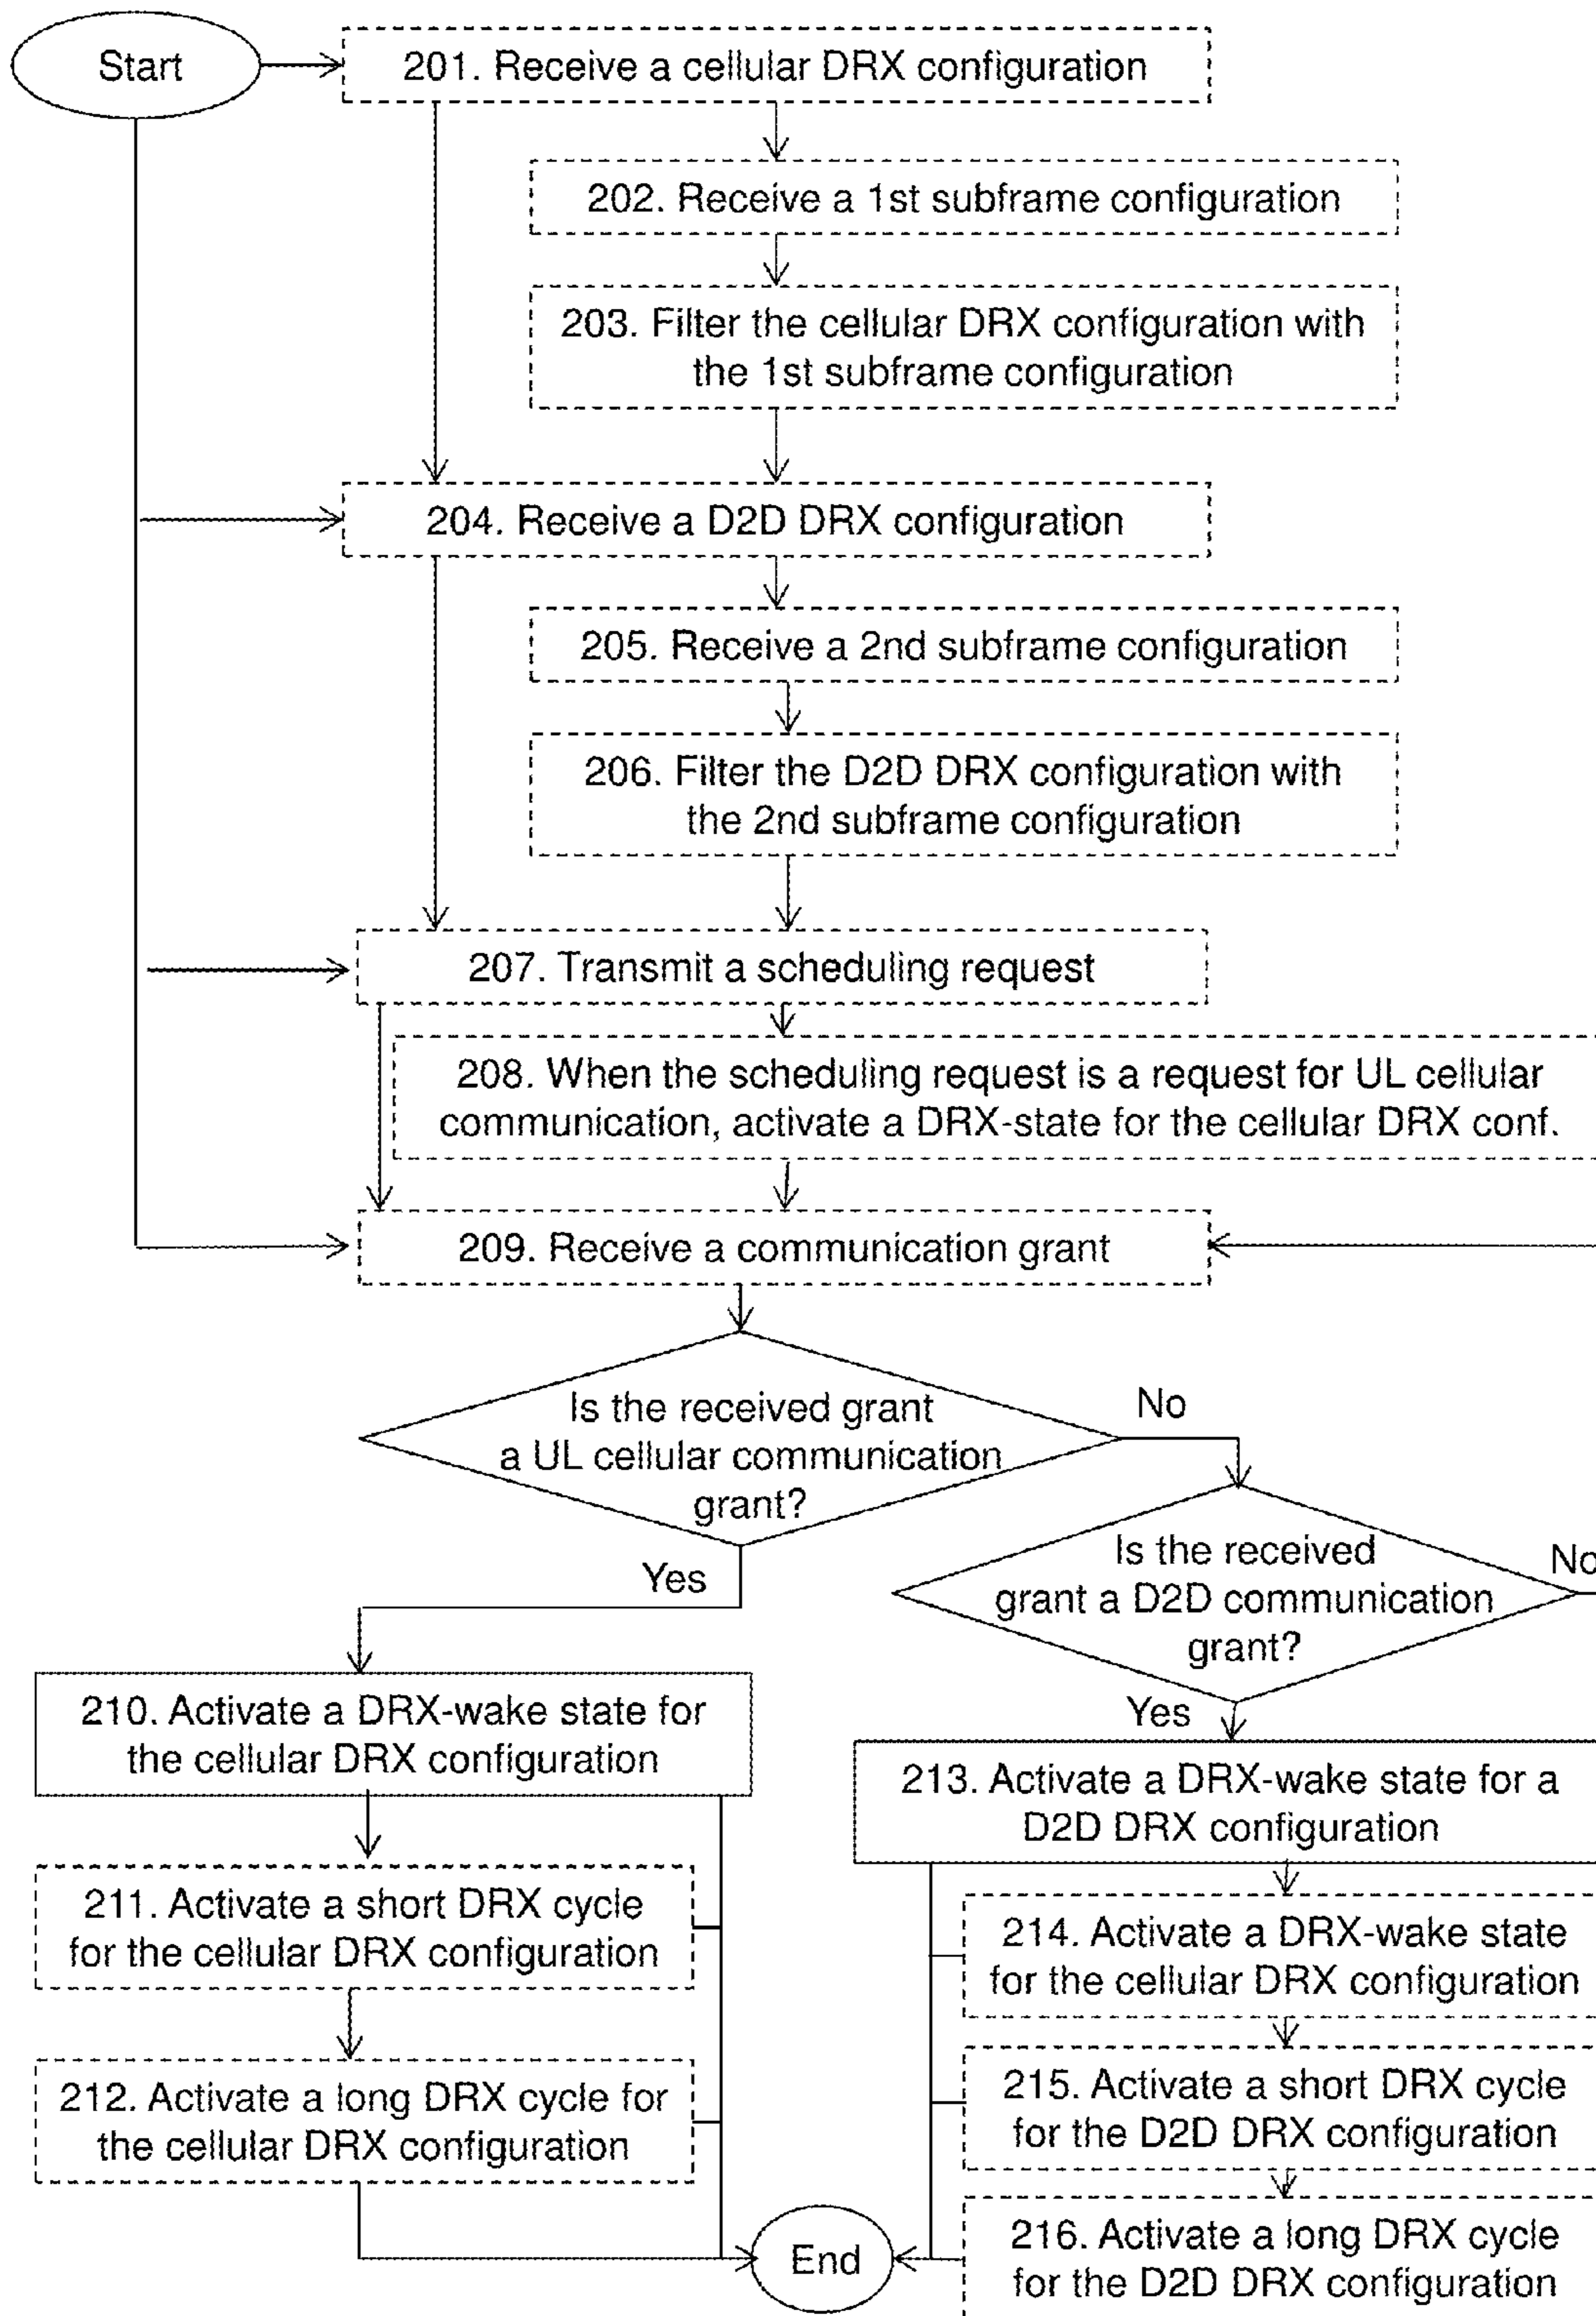 Start
201. Receive a cellular DRX configuration
202. Receive a 1st subframe configuration
203. Filter the cellular DRX configuration with
the 1st subframe configuration
204. Receive a D2D DRX configuration
205. Receive a 2nd subframe configuration
206. Filter the D2D DRX configuration with
the 2nd subframe configuration
207. Transmit a scheduling request
208. When the scheduling request is a request for UL cellular
communication, activate a DRX-state for the cellular DRX conf.
209. Receive a communication grant
Is the received grant
a UL cellular communication
grant?
No
Yes
Is the received
grant a D2D communication
grant?
No
Yes
210. Activate a DRX-wake state for
the cellular DRX configuration
211. Activate a short DRX cycle
for the cellular DRX configuration
212. Activate a long DRX cycle for
the cellular DRX configuration
213. Activate a DRX-wake state for a
D2D DRX configuration
214. Activate a DRX-wake state
for the cellular DRX configuration
215. Activate a short DRX cycle
for the D2D DRX configuration
216. Activate a long DRX cycle
for the D2D DRX configuration
End